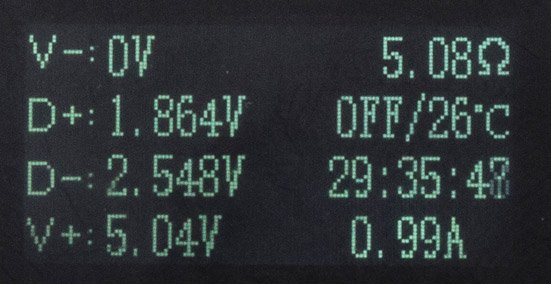 V-: 0V 5.08Ω
D+: 1.864V OFF/26℃
D-: 2.548V 29:35:4
V+: 5.04V 0.99A